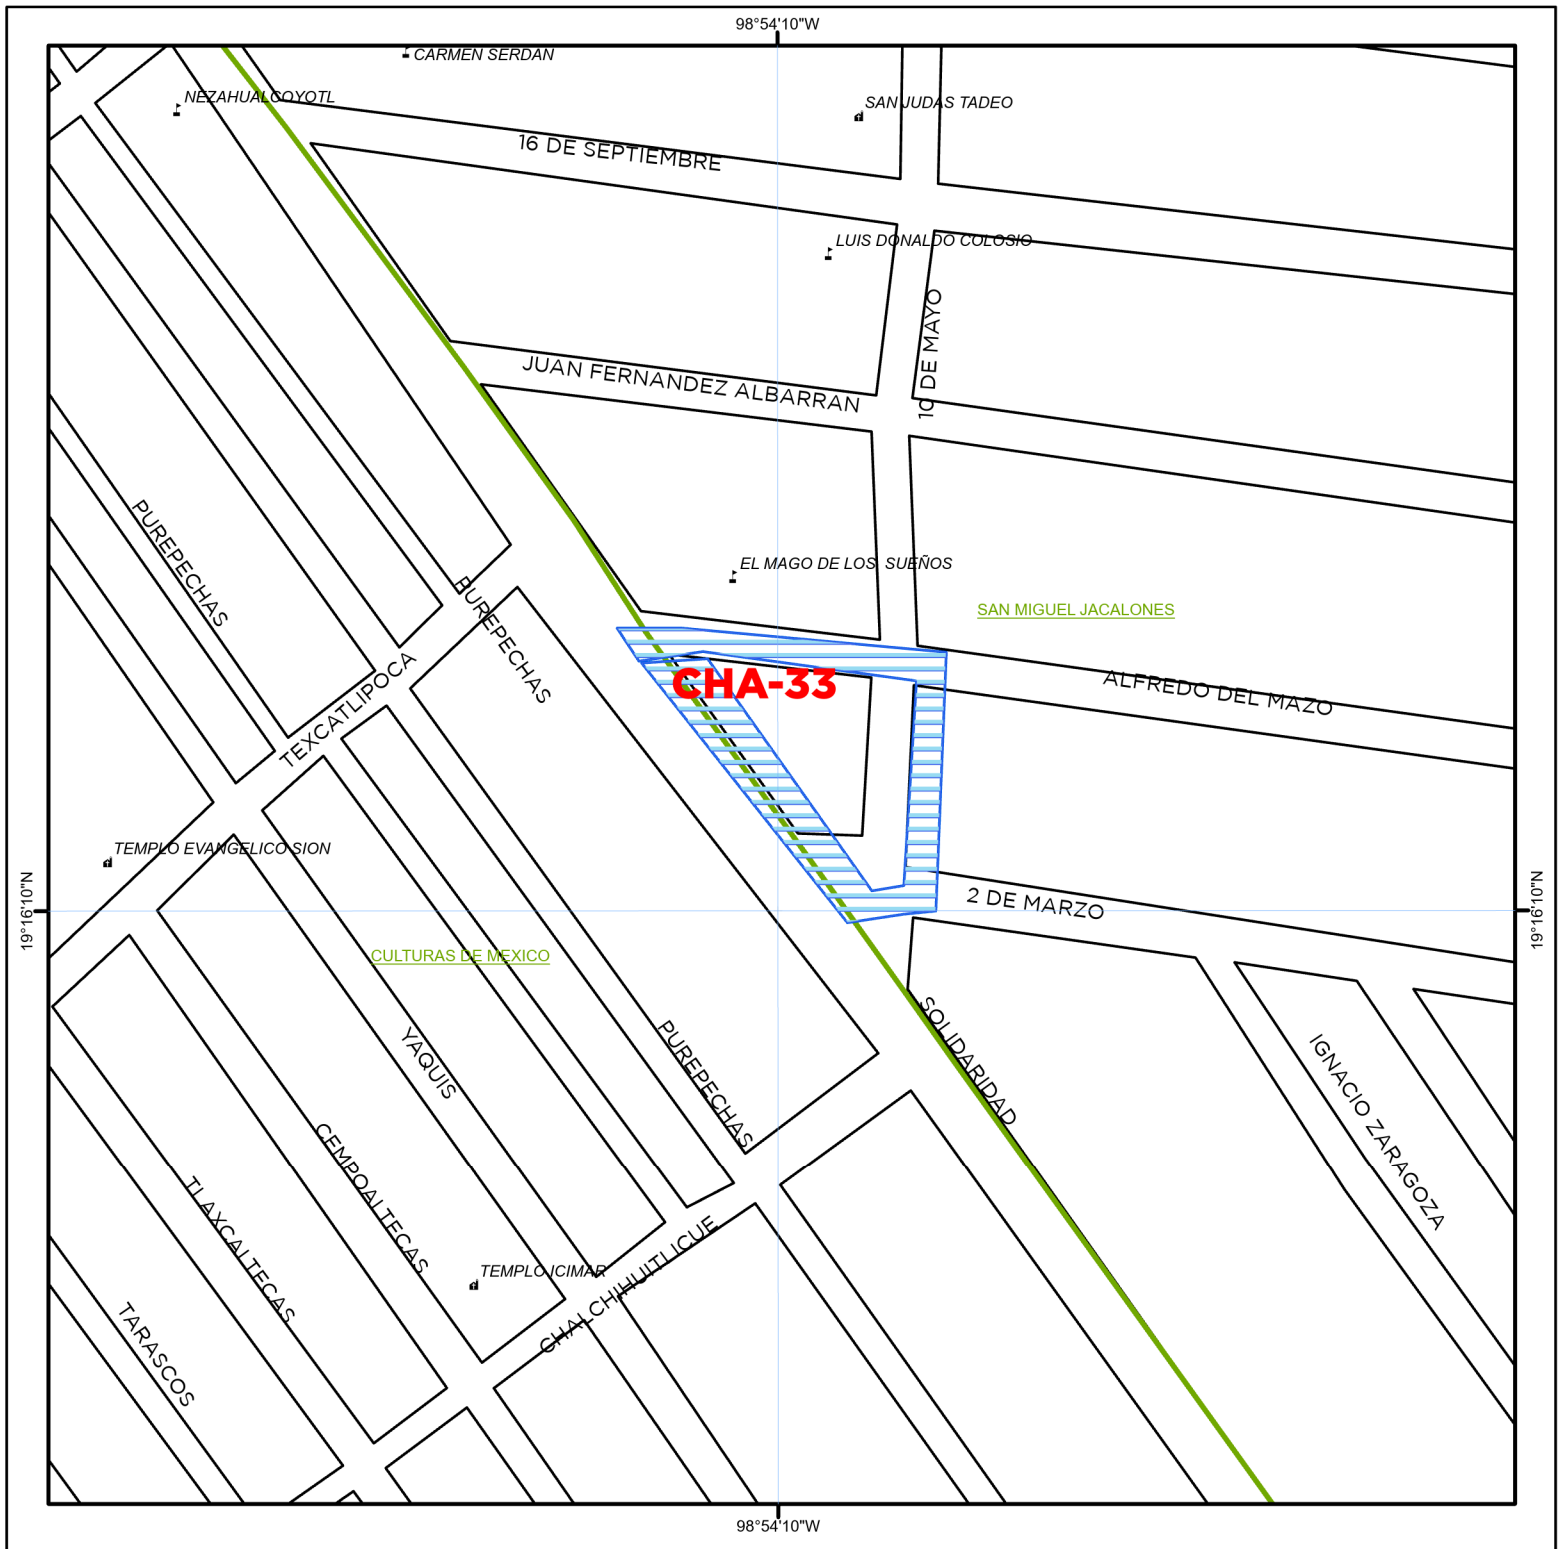 98°54'10"W
CARMEN SERDAN
NEZAHUALCOYOTL
SAN JUDAS TADEO
16 DE SEPTIEMBRE
LUIS DONALDO COLOSIO
10 DE MAYO
JUAN FERNANDEZ ALBARRAN
PUREPECHAS
EL MAGO DE LOS SUEÑOS
PUREPECHAS
SAN MIGUEL JACALONES
TEXCATLIPOCA
CHA-33
ALFREDO DEL MAZO
TEMPLO EVANGELICO SION
19°16'10"N
2 DE MARZO
19°16'10"N
CULTURAS DE MEXICO
SOLIDARIDAD
YAQUIS
PUREPECHAS
IGNACIO ZARAGOZA
CEMPOALTECAS
TLAXCALTECAS
TEMPLO ICIMAR
CHALCHIHUITLICUE
TARASCOS
98°54'10"W